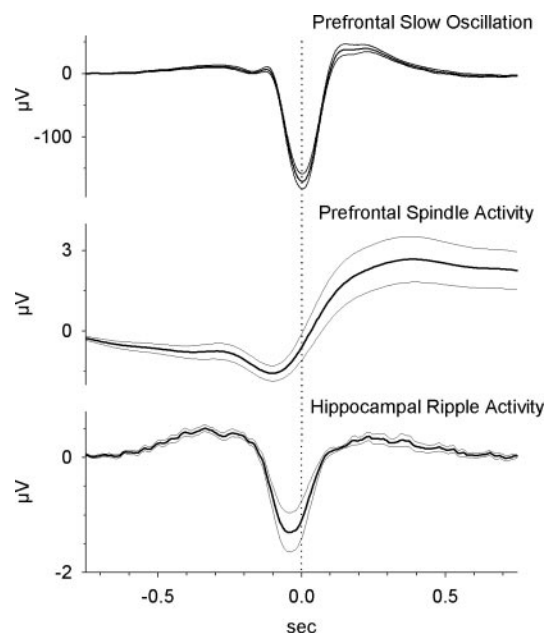 Prefrontal Slow Oscillation
0
µV
-100
Prefrontal Spindle Activity
3
µV
0
Hippocampal Ripple Activity
0
µV
-2
-0.5 0.0 0.5
sec